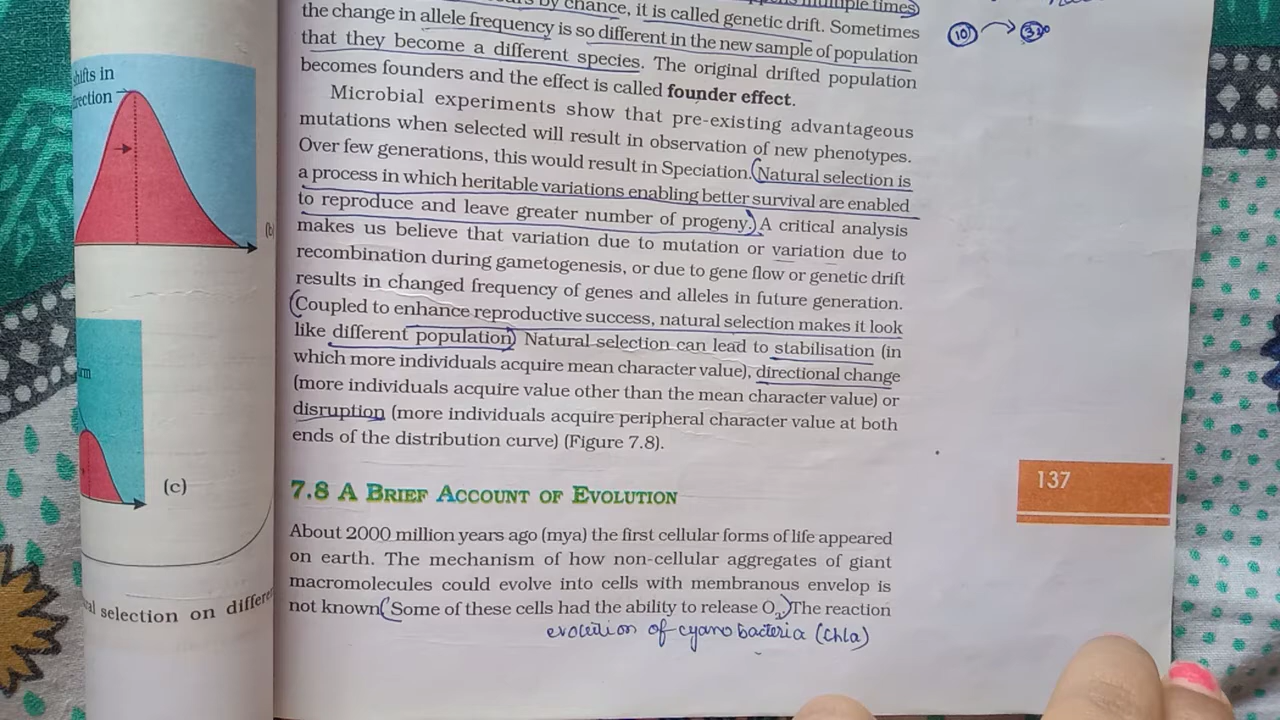 shifts in
direction
(b)
(c)
selection on
by chance, it is called genetic drift. Sometimes
the change in allele frequency is so different in the new sample of population
that they become a different species. The original drifted population
becomes founders and the effect is called founder effect.
Microbial experiments show that pre-existing advantageous
mutations when selected will result in observation of new phenotypes.
Over few generations, this would result in Speciation. (Natural selection is
a process in which heritable variations enabling better survival are enabled
to reproduce and leave greater number of progeny.) A critical analysis
makes us believe that variation due to mutation or variation due to
recombination during gametogenesis, or due to gene flow or genetic drift
results in changed frequency of genes and alleles in future generation.
(Coupled to enhance reproductive success, natural selection makes it look
like different population) Natural selection can lead to stabilisation (in
which more individuals acquire mean character value), directional change
(more individuals acquire value other than the mean character value) or
disruption (more individuals acquire peripheral character value at both
ends of the distribution curve) (Figure 7.8).
7.8 A BRIEF ACCOUNT OF EVOLUTION
About 2000 million years ago (mya) the first cellular forms of life appeared
on earth. The mechanism of how non-cellular aggregates of giant
macromolecules could evolve into cells with membranous envelop is
not known. (Some of these cells had the ability to release O2.) The reaction
evolution of cyanobacteria (Chla)
137